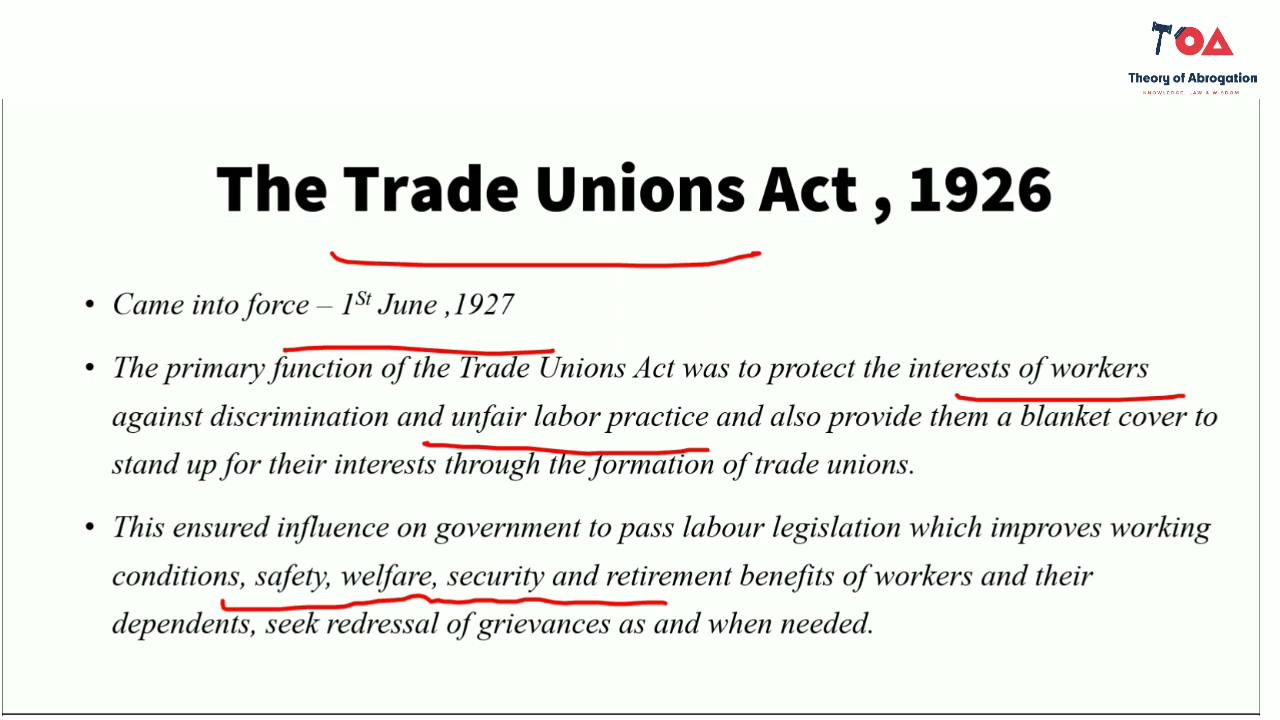 TOA
Theory of Abrogation
KNOWLEDGE, LAW & WISDOM
The Trade Unions Act , 1926
• Came into force – 1St June ,1927
• The primary function of the Trade Unions Act was to protect the interests of workers
against discrimination and unfair labor practice and also provide them a blanket cover to
stand up for their interests through the formation of trade unions.
• This ensured influence on government to pass labour legislation which improves working
conditions, safety, welfare, security and retirement benefits of workers and their
dependents, seek redressal of grievances as and when needed.